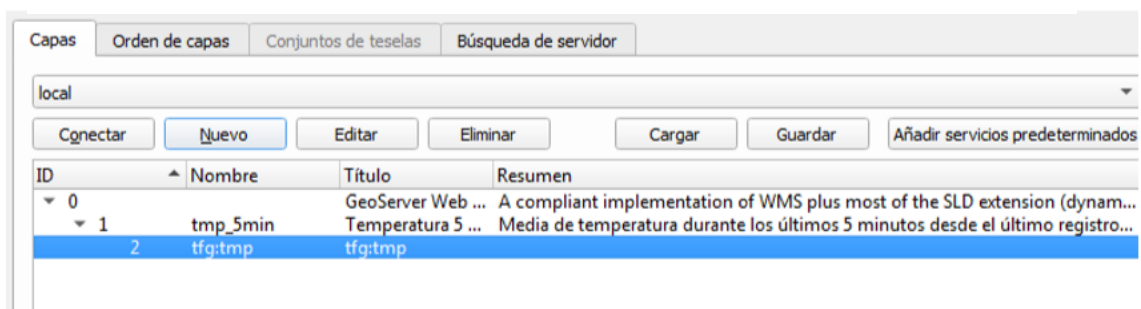 Capas Orden de capas Conjuntos de teselas Búsqueda de servidor
local
Conectar Nuevo Editar Eliminar Cargar Guardar Añadir servicios predeterminados
ID Nombre Título Resumen
0 GeoServer Web ... A compliant implementation of WMS plus most of the SLD extension (dynam...
1 tmp_5min Temperatura 5 ... Media de temperatura durante los últimos 5 minutos desde el último registro...
2 tfg:tmp tfg:tmp